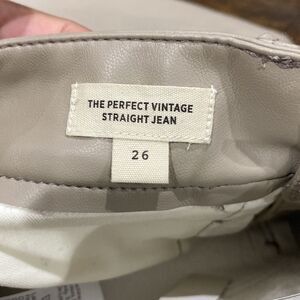 THE PERFECT VINTAGE
STRAIGHT JEAN
26